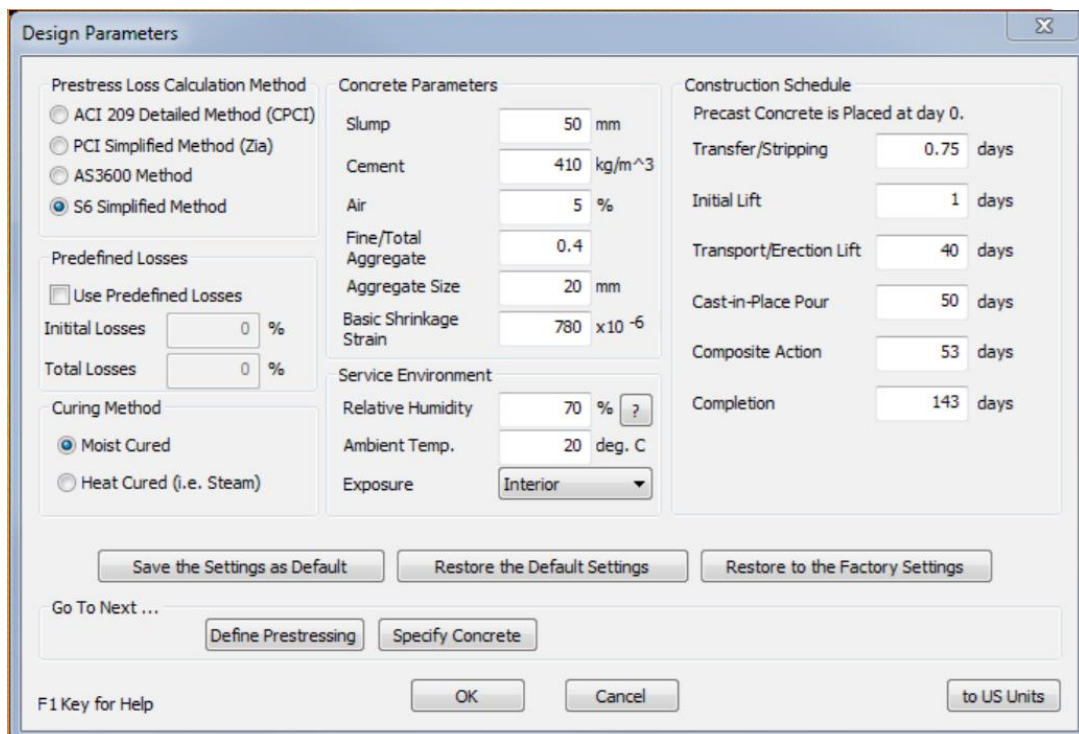 Design Parameters
Prestress Loss Calculation Method
ACI 209 Detailed Method (CPCI)
PCI Simplified Method (Zia)
AS3600 Method
S6 Simplified Method
Predefined Losses
Use Predefined Losses
Initital Losses 0 %
Total Losses 0 %
Curing Method
Moist Cured
Heat Cured (i.e. Steam)
Concrete Parameters
Slump 50 mm
Cement 410 kg/m^3
Air 5 %
Fine/Total
Aggregate 0.4
Aggregate Size 20 mm
Basic Shrinkage
Strain 780 x10 -6
Service Environment
Relative Humidity 70 % ?
Ambient Temp. 20 deg. C
Exposure Interior
Construction Schedule
Precast Concrete is Placed at day 0.
Transfer/Stripping 0.75 days
Initial Lift 1 days
Transport/Erection Lift 40 days
Cast-in-Place Pour 50 days
Composite Action 53 days
Completion 143 days
Save the Settings as Default Restore the Default Settings Restore to the Factory Settings
Go To Next ...
Define Prestressing Specify Concrete
F1 Key for Help OK Cancel to US Units